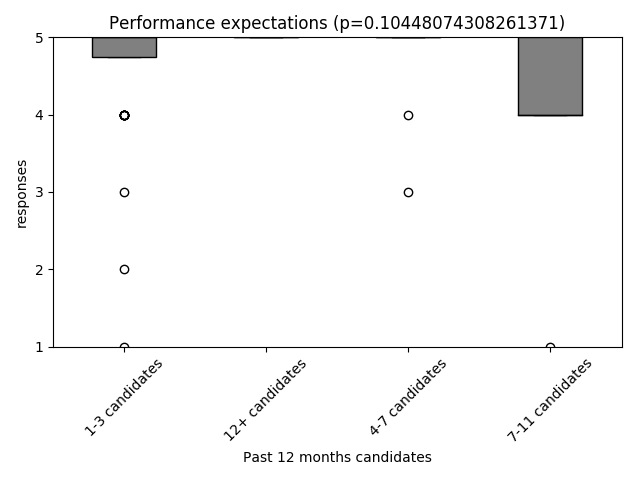 Performance expectations (p=0.10448074308261371)
5
4
3
2
1
responses
1-3 candidates
12+ candidates
4-7 candidates
7-11 candidates
Past 12 months candidates